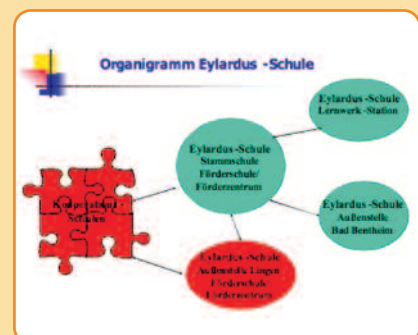 Organigramm Eylardus -Schule
Eylardus -Schule
Lernwerk -Station
Eylardus -Schule
Stammschule
Förderschule/
Förderzentrum
Kooperations -
Schulen
Eylardus -Schule
Außenstelle
Bad Bentheim
Eylardus -Schule
Außenstelle Lingen
Förderschule/
Förderzentrum